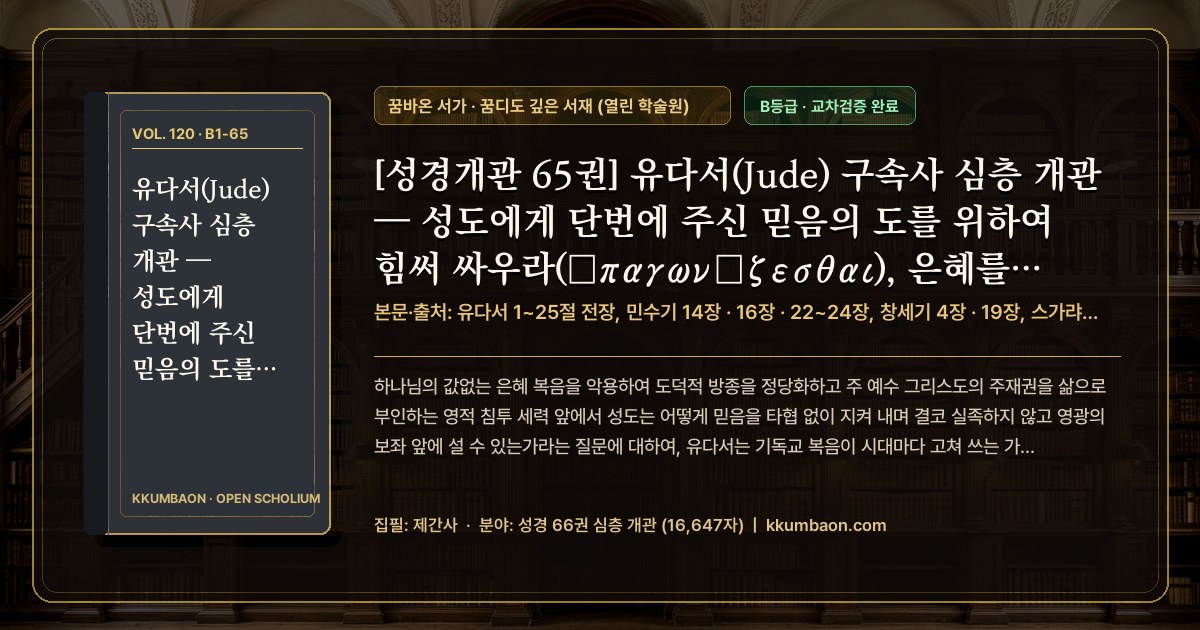 VOL. 120 · B1-65
유다서(Jude)
구속사 심층
개관 —
성도에게
단번에 주신
믿음의 도를…
KKUMBAON · OPEN SCHOLIUM
꿈바온 서가 · 꿈디도 깊은 서재 (열린 학술원)
B등급 · 교차검증 완료
[성경개관 65권] 유다서(Jude) 구속사 심층 개관
— 성도에게 단번에 주신 믿음의 도를 위하여
힘써 싸우라(□παγων□ζεσθαι), 은혜를…
본문·출처: 유다서 1~25절 전장, 민수기 14장 · 16장 · 22~24장, 창세기 4장 · 19장, 스가랴…
하나님의 값없는 은혜 복음을 악용하여 도덕적 방종을 정당화하고 주 예수 그리스도의 주재권을 삶으로
부인하는 영적 침투 세력 앞에서 성도는 어떻게 믿음을 타협 없이 지켜 내며 결코 실족하지 않고 영광의
보좌 앞에 설 수 있는가라는 질문에 대하여, 유다서는 기독교 복음이 시대마다 고쳐 쓰는 가…
집필: 제간사 · 분야: 성경 66권 심층 개관 (16,647자) | kkumbaon.com